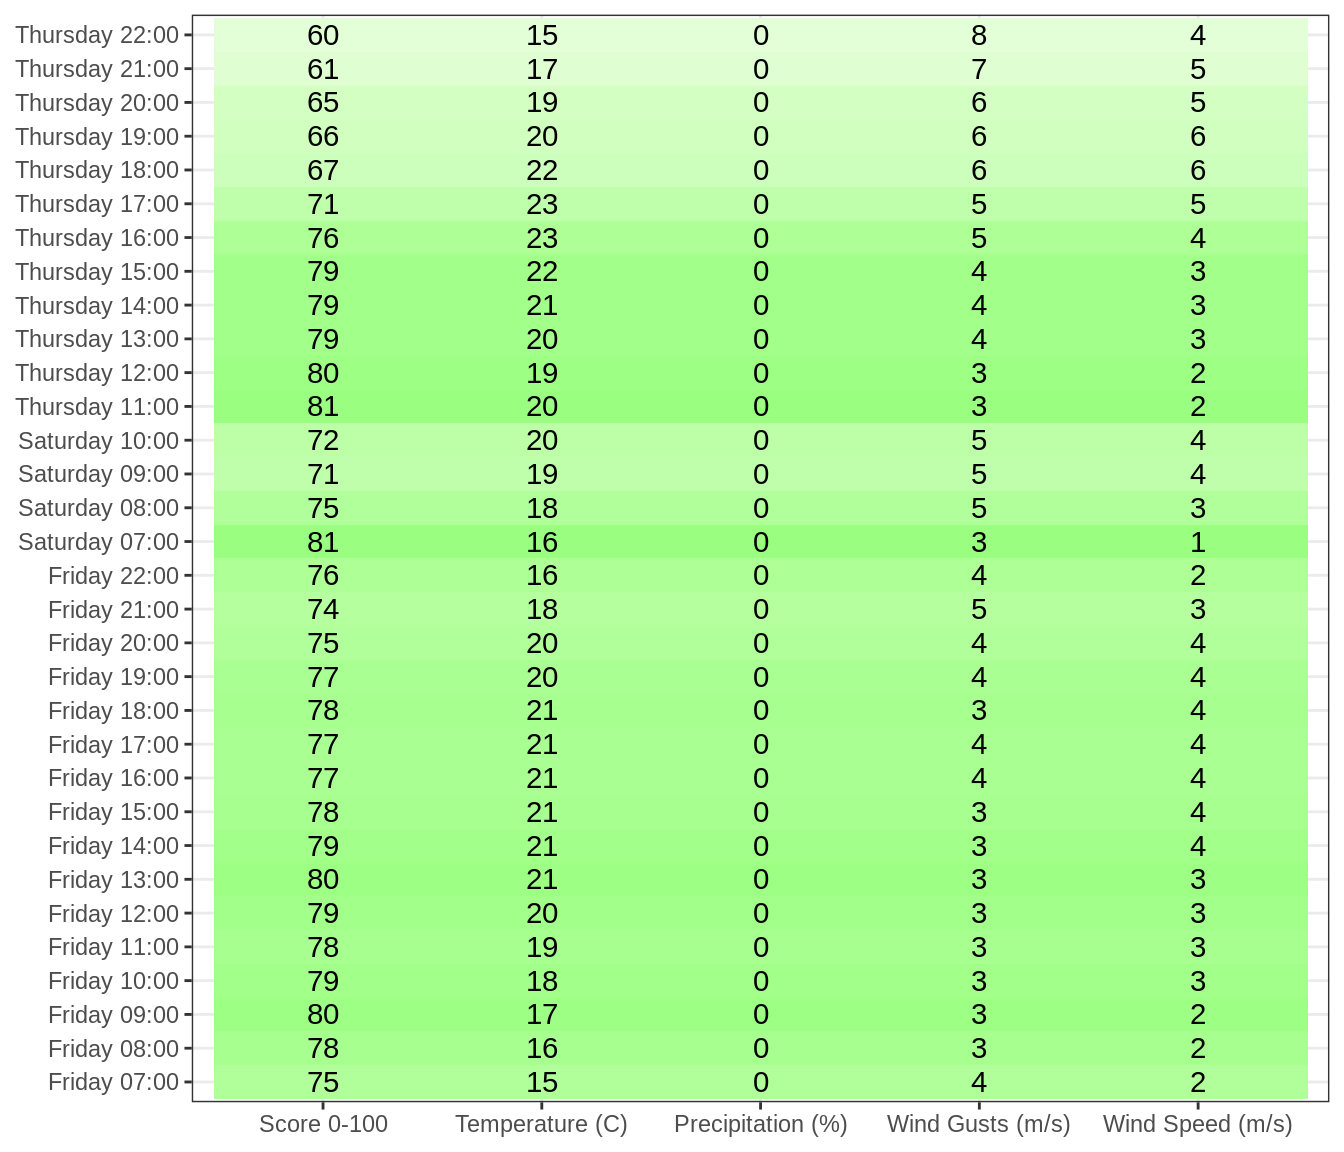 Thursday 22:00 60 15 0 8 4
Thursday 21:00 61 17 0 7 5
Thursday 20:00 65 19 0 6 5
Thursday 19:00 66 20 0 6 6
Thursday 18:00 67 22 0 6 6
Thursday 17:00 71 23 0 5 5
Thursday 16:00 76 23 0 5 4
Thursday 15:00 79 22 0 4 3
Thursday 14:00 79 21 0 4 3
Thursday 13:00 79 20 0 4 3
Thursday 12:00 80 19 0 3 2
Thursday 11:00 81 20 0 3 2
Saturday 10:00 72 20 0 5 4
Saturday 09:00 71 19 0 5 4
Saturday 08:00 75 18 0 5 3
Saturday 07:00 81 16 0 3 1
Friday 22:00 76 16 0 4 2
Friday 21:00 74 18 0 5 3
Friday 20:00 75 20 0 4 4
Friday 19:00 77 20 0 4 4
Friday 18:00 78 21 0 3 4
Friday 17:00 77 21 0 4 4
Friday 16:00 77 21 0 4 4
Friday 15:00 78 21 0 3 4
Friday 14:00 79 21 0 3 4
Friday 13:00 80 21 0 3 3
Friday 12:00 79 20 0 3 3
Friday 11:00 78 19 0 3 3
Friday 10:00 79 18 0 3 3
Friday 09:00 80 17 0 3 2
Friday 08:00 78 16 0 3 2
Friday 07:00 75 15 0 4 2
Score 0-100 Temperature (C) Precipitation (%) Wind Gusts (m/s) Wind Speed (m/s)